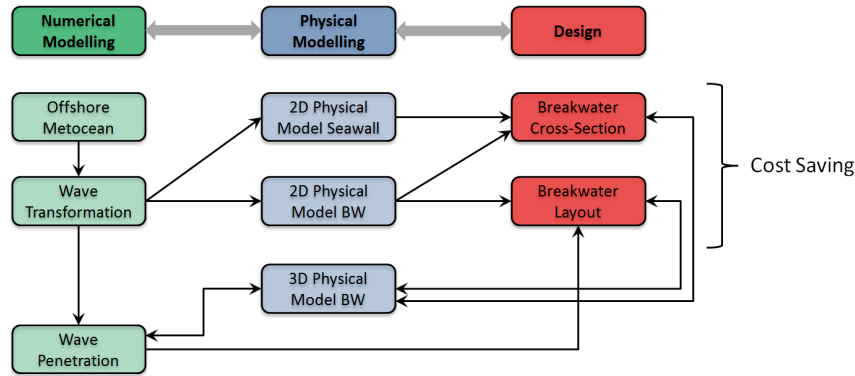 Numerical
Modelling
Physical
Modelling
Design
Offshore
Metocean
2D Physical
Model Seawall
Breakwater
Cross-Section
Cost Saving
Wave
Transformation
2D Physical
Model BW
Breakwater
Layout
3D Physical
Model BW
Wave
Penetration